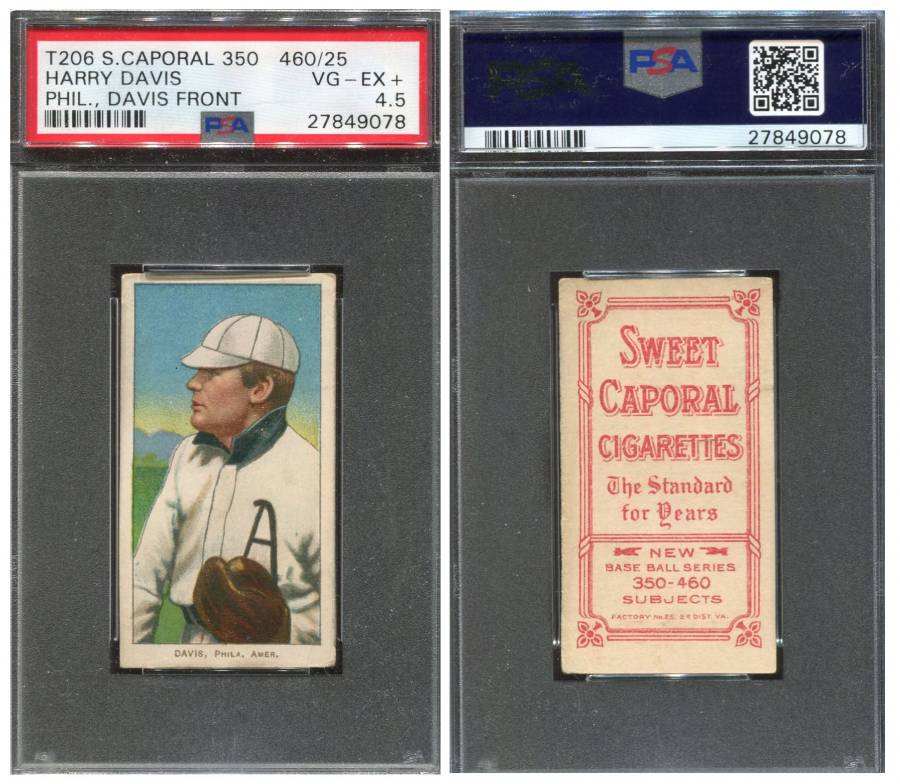 T206 S.CAPORAL 350 460/25
HARRY DAVIS VG-EX+
PHIL., DAVIS FRONT 4.5
PSA 27849078
A
DAVIS, PHILA. AMER.
PSA
27849078
SWEET
CAPORAL
CIGARETTES
The Standard
for Years
NEW
BASE BALL SERIES
350-460
SUBJECTS
FACTORY No. 25. 2D DIST. VA.